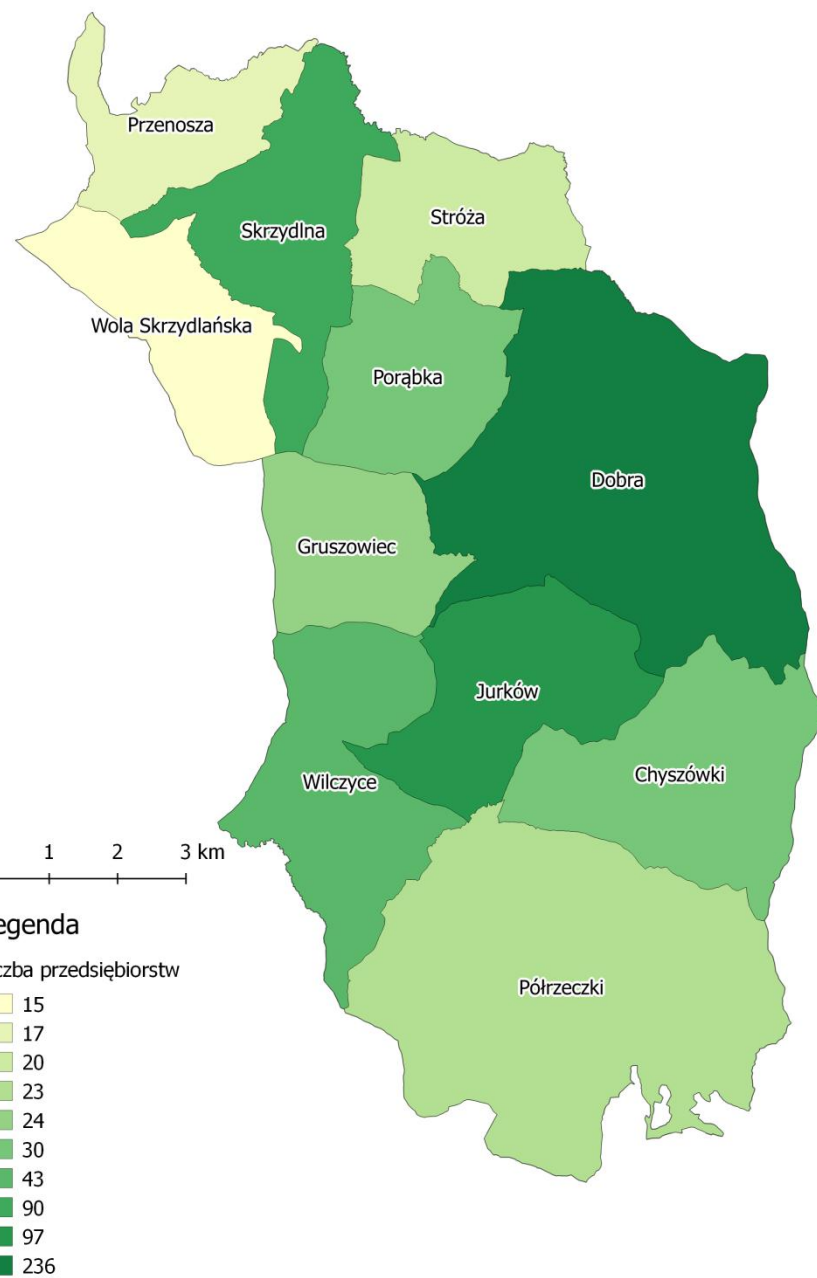 Przenosza
Skrzydlna
Stróża
Wola Skrzydlańska
Porąbka
Dobra
Gruszowiec
Jurków
Chyszówki
Wilczyce
1 2 3 km
egenda
czba przedsiębiorstw
Półrzeczki
15
17
20
23
24
30
43
90
97
236